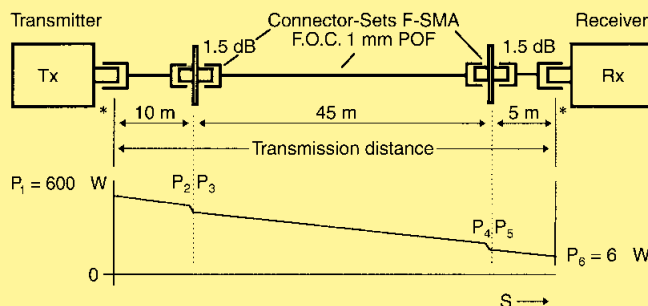 Transmitter
Connector-Sets F-SMA
Receiver
1.5 dB
F.O.C. 1 mm POF
1.5 dB
Tx
Rx
*
10 m
45 m
5 m
*
Transmission distance
P1 = 600 W
P2 P3
P4 P5
P6 = 6 W
0
S